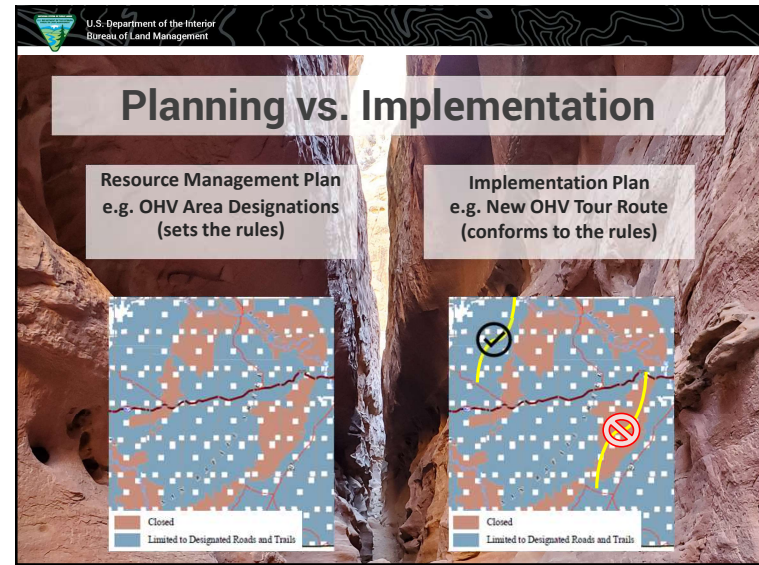 U.S. Department of the Interior
Bureau of Land Management
Planning vs. Implementation
Resource Management Plan
e.g. OHV Area Designations
(sets the rules)
Implementation Plan
e.g. New OHV Tour Route
(conforms to the rules)
Closed
Limited to Designated Roads and Trails
Closed
Limited to Designated Roads and Trails